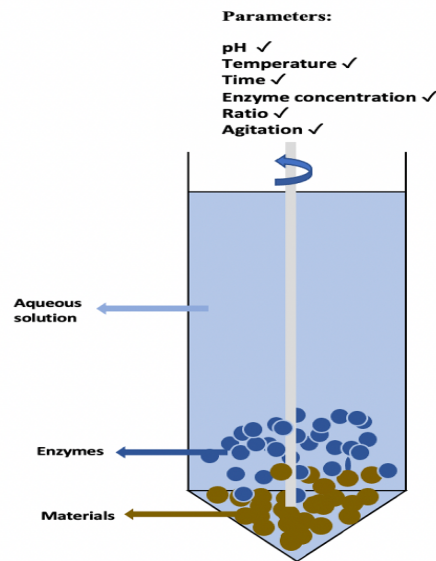 Parameters:
pH ✓
Temperature ✓
Time ✓
Enzyme concentration ✓
Ratio ✓
Agitation ✓
Aqueous
solution
Enzymes
Materials